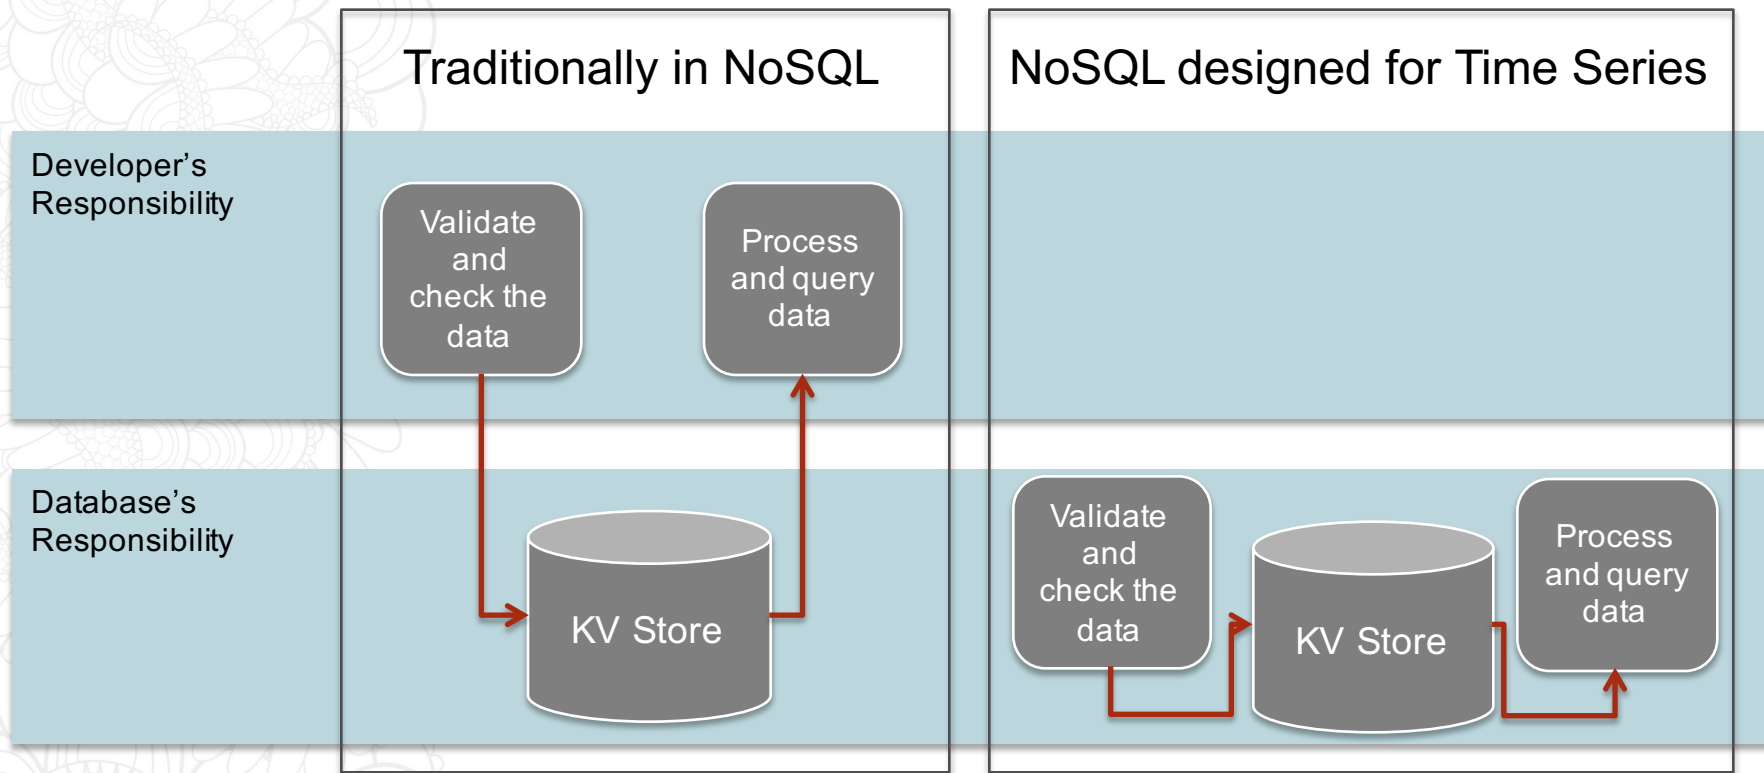 Traditionally in NoSQL
NoSQL designed for Time Series
Developer’s
Responsibility
Validate
and
check the
data
Process
and query
data
Database’s
Responsibility
KV Store
Validate
and
check the
data
KV Store
Process
and query
data